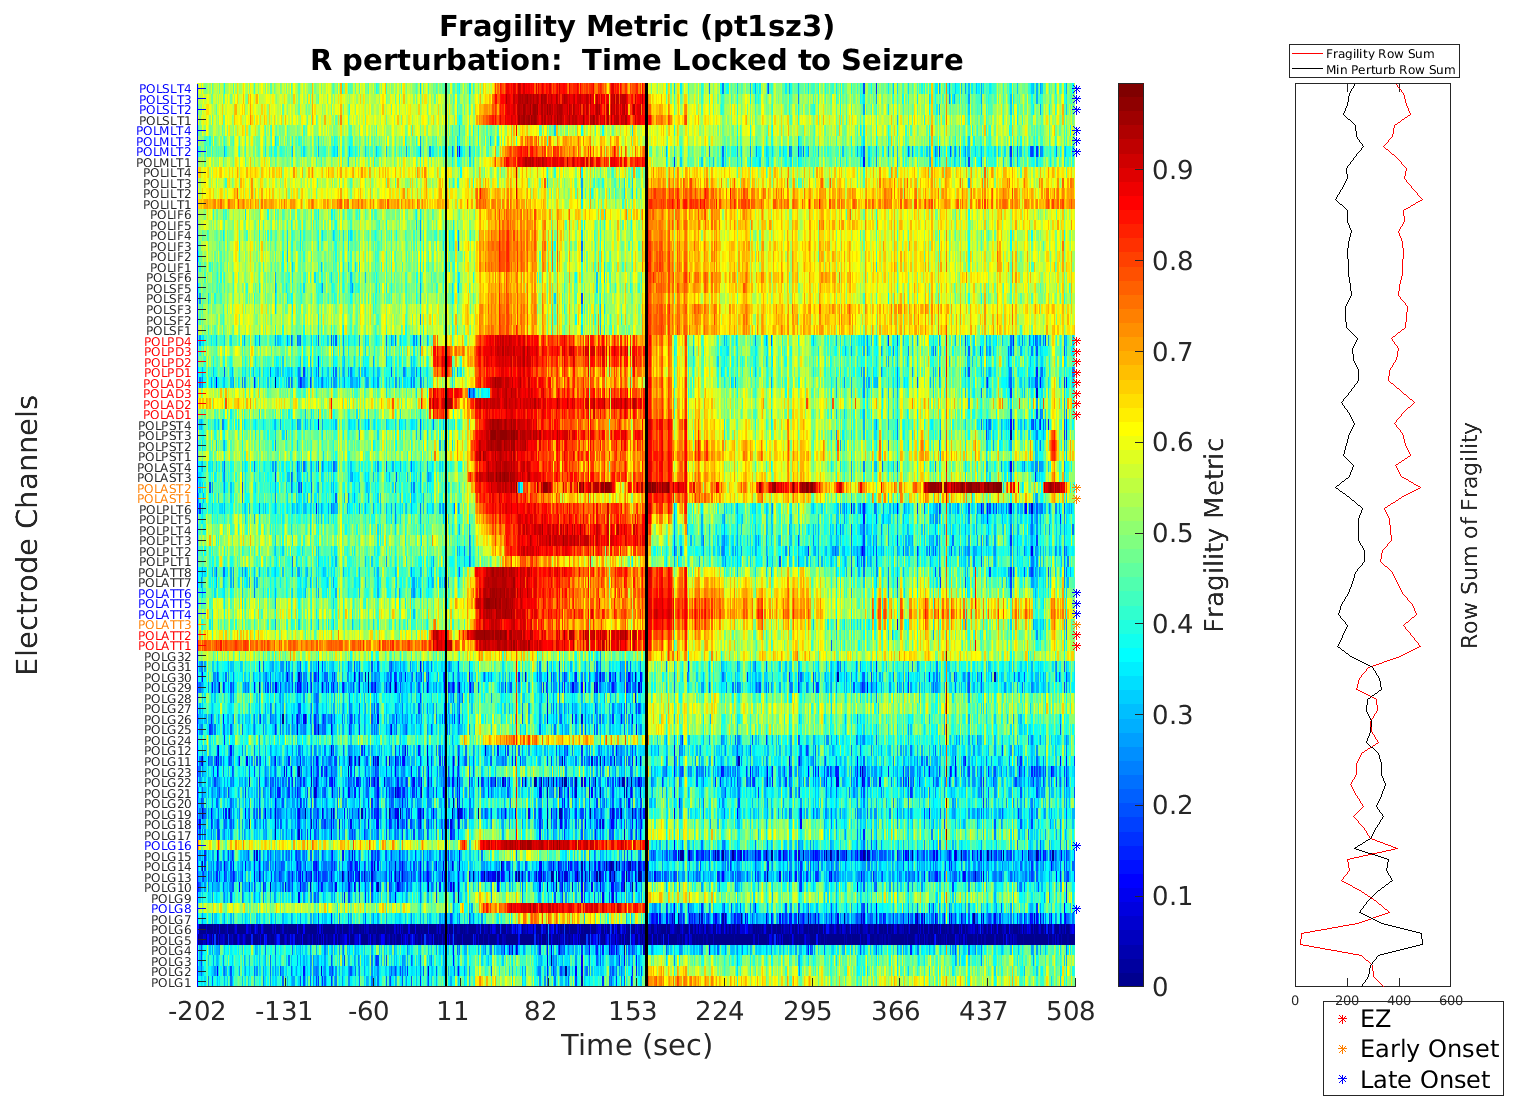 Fragility Metric (pt1sz3)
R perturbation:  Time Locked to Seizure
Fragility Row Sum
Min Perturb Row Sum
Electrode Channels
POLSLT4
POLSLT3
POLSLT2
POLSLT1
POLMLT4
POLMLT3
POLMLT2
POLMLT1
POLILT4
POLILT3
POLILT2
POLILT1
POLIF6
POLIF5
POLIF4
POLIF3
POLIF2
POLIF1
POLSF6
POLSF5
POLSF4
POLSF3
POLSF2
POLSF1
POLPD4
POLPD3
POLPD2
POLPD1
POLAD4
POLAD3
POLAD2
POLAD1
POLPST4
POLPST3
POLPST2
POLPST1
POLAST4
POLAST3
POLAST2
POLAST1
POLPLT6
POLPLT5
POLPLT4
POLPLT3
POLPLT2
POLPLT1
POLATT8
POLATT7
POLATT6
POLATT5
POLATT4
POLATT3
POLATT2
POLATT1
POLG32
POLG31
POLG30
POLG29
POLG28
POLG27
POLG26
POLG25
POLG24
POLG12
POLG11
POLG23
POLG22
POLG21
POLG20
POLG19
POLG18
POLG17
POLG16
POLG15
POLG14
POLG13
POLG10
POLG9
POLG8
POLG7
POLG6
POLG5
POLG4
POLG3
POLG2
POLG1
-202 -131 -60 11 82 153 224 295 366 437 508
Time (sec)
0.9
0.8
0.7
0.6
0.5
0.4
0.3
0.2
0.1
0
Fragility Metric
Row Sum of Fragility
0 200 400 600
EZ
Early Onset
Late Onset